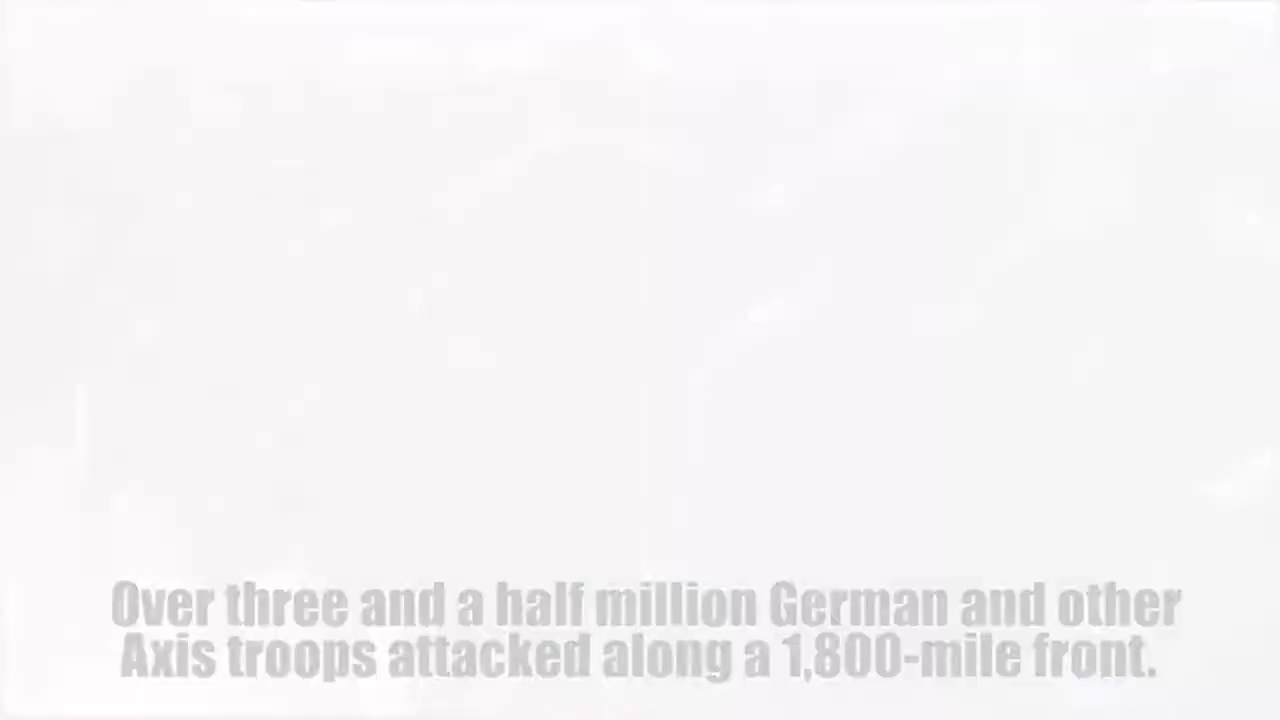 Over three and a half million German and other
Axis troops attacked along a 1,800-mile front.